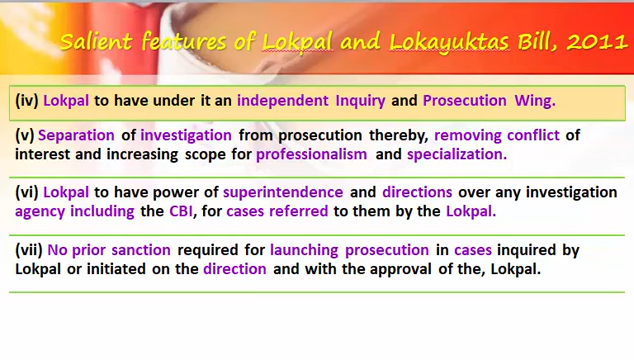 Salient features of Lokpal and Lokayuktas Bill, 2011
(iv) Lokpal to have under it an independent Inquiry and Prosecution Wing.
(v) Separation of investigation from prosecution thereby, removing conflict of
interest and increasing scope for professionalism and specialization.
(vi) Lokpal to have power of superintendence and directions over any investigation
agency including the CBI, for cases referred to them by the Lokpal.
(vii) No prior sanction required for launching prosecution in cases inquired by
Lokpal or initiated on the direction and with the approval of the, Lokpal.